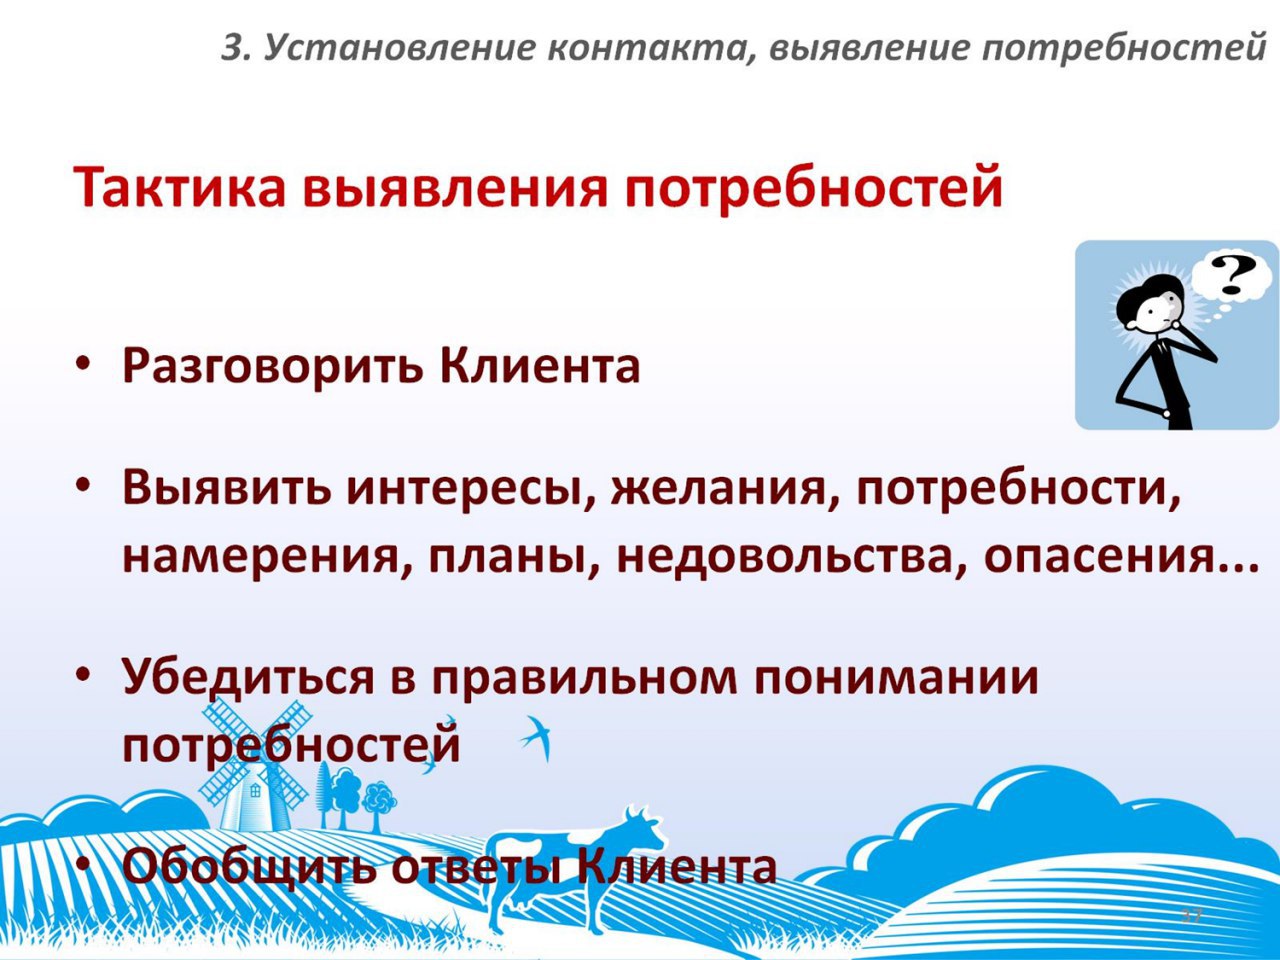 3. Установление контакта, выявление потребностей
Тактика выявления потребностей
?
• Разговорить Клиента
• Выявить интересы, желания, потребности,
намерения, планы, недовольства, опасения...
• Убедиться в правильном понимании
потребностей
• Обобщить ответы Клиента